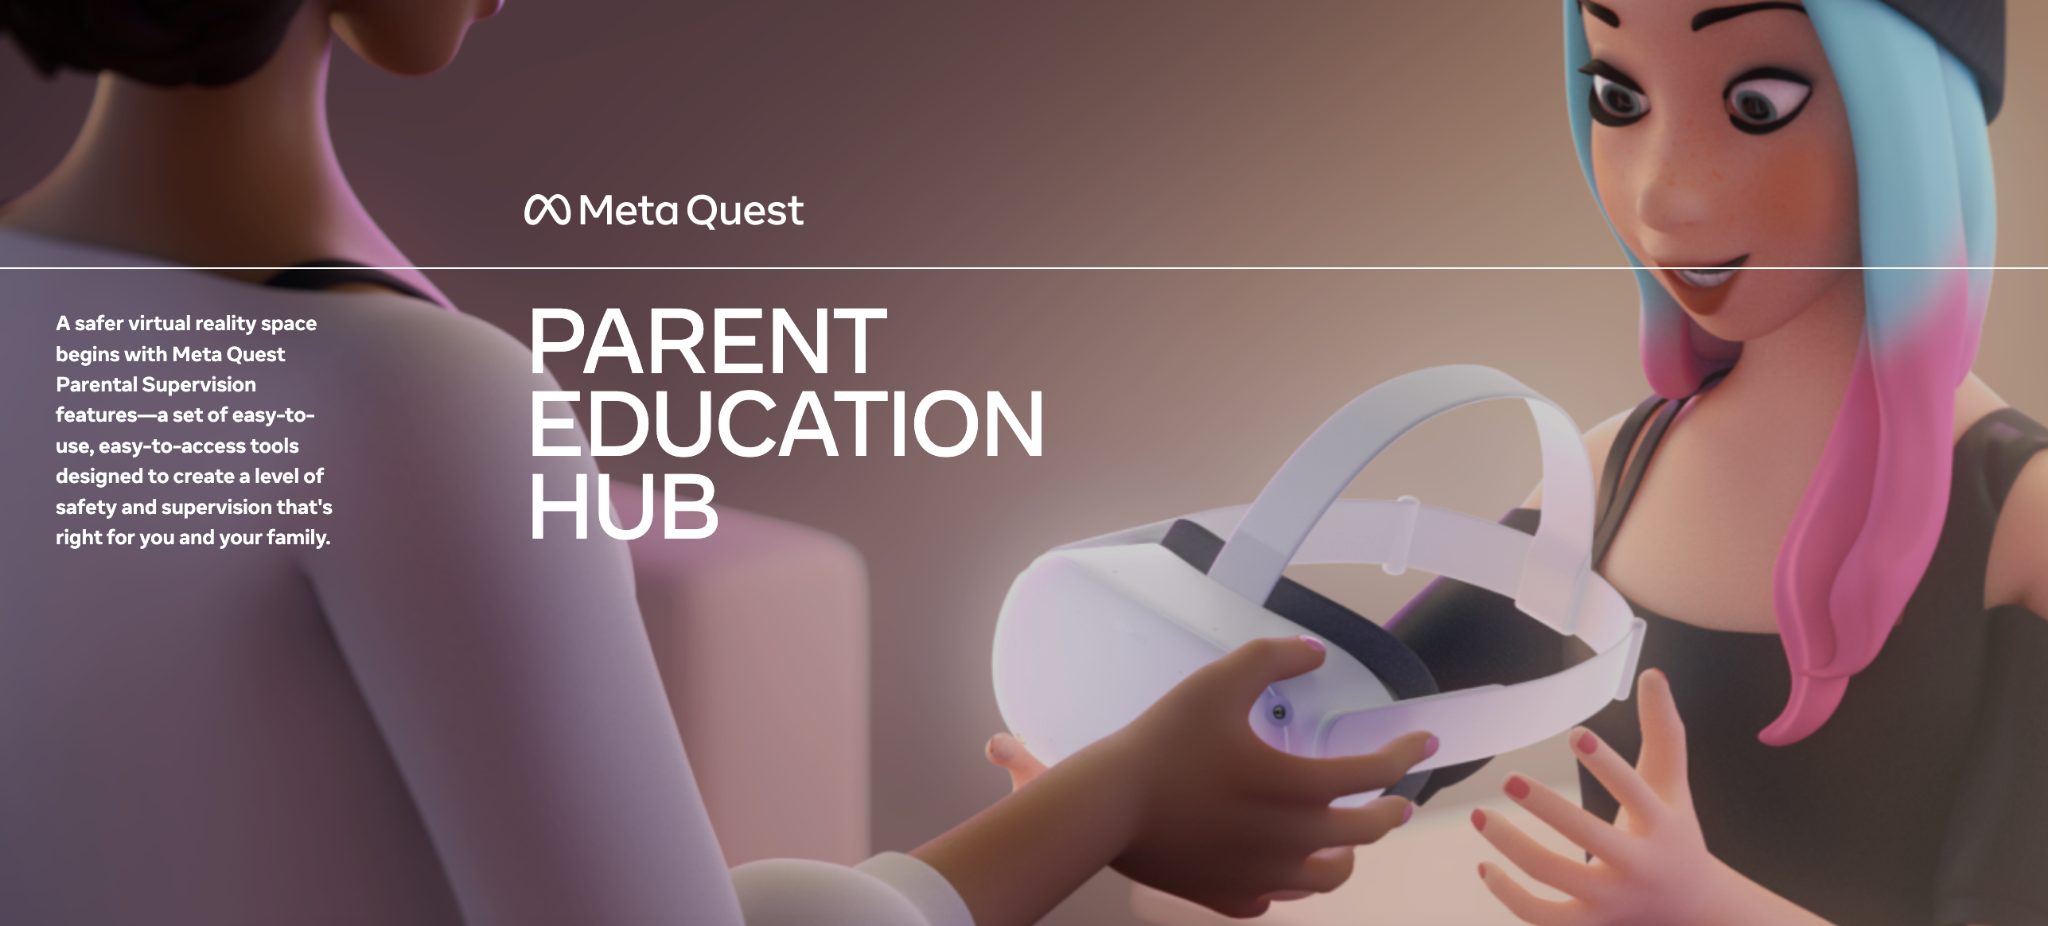 Meta Quest
A safer virtual reality space
begins with Meta Quest
Parental Supervision
features—a set of easy-to-
use, easy-to-access tools
designed to create a level of
safety and supervision that's
right for you and your family.
PARENT
EDUCATION
HUB